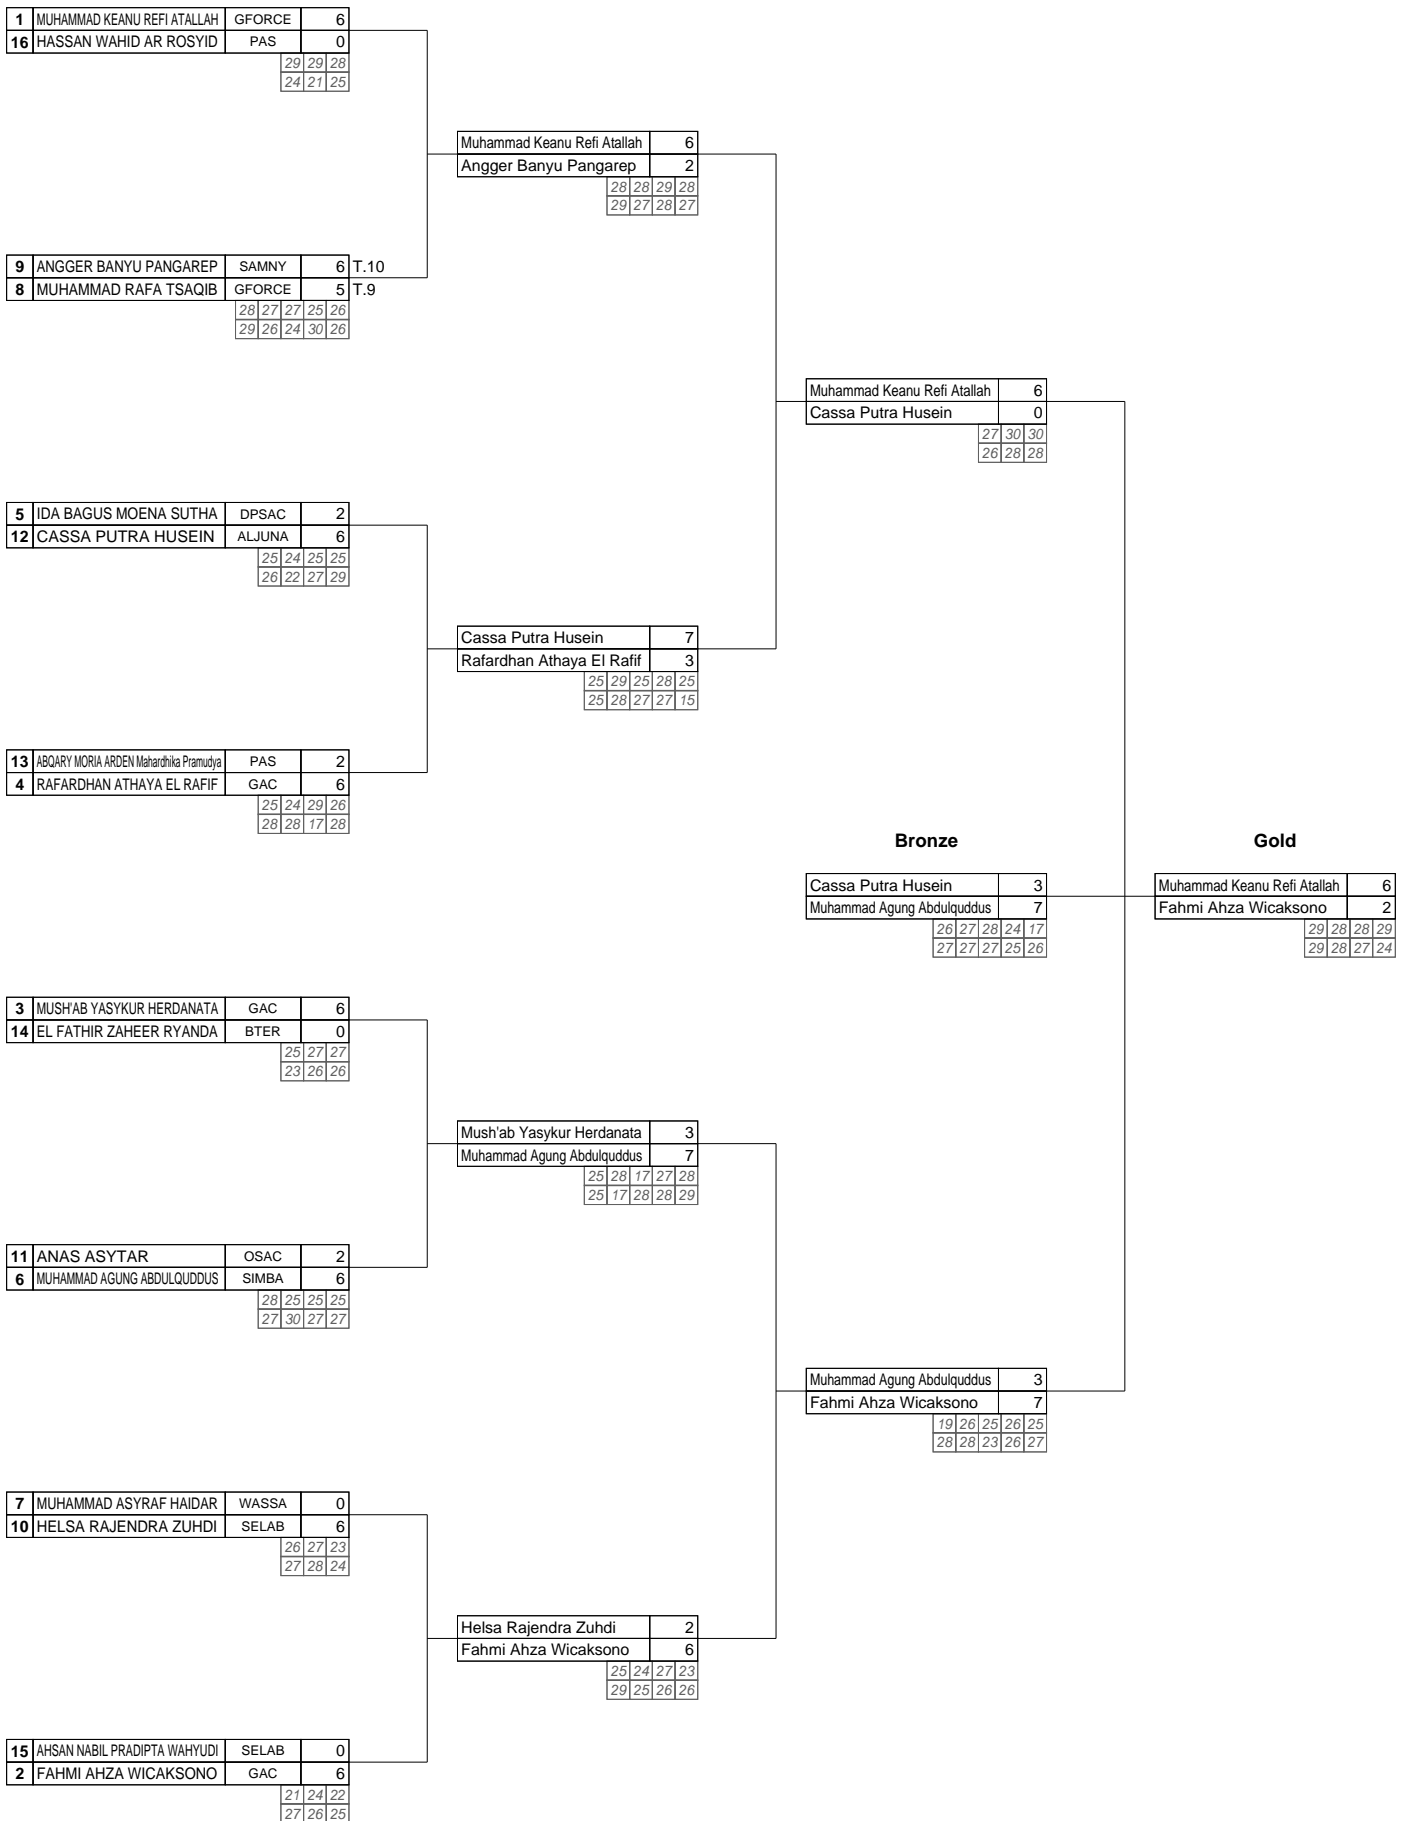 1 MUHAMMAD KEANU REFI ATALLAH GFORCE 6
16 HASSAN WAHID AR ROSYID PAS 0
29 29 28
24 21 25
Muhammad Keanu Refi Atallah 6
Angger Banyu Pangarep 2
28 28 29 28
29 27 28 27
9 ANGGER BANYU PANGAREP SAMNY 6 T.10
8 MUHAMMAD RAFA TSAQIB GFORCE 5 T.9
28 27 27 25 26
29 26 24 30 26
Muhammad Keanu Refi Atallah 6
Cassa Putra Husein 0
27 30 30
26 28 28
5 IDA BAGUS MOENA SUTHA DPSAC 2
12 CASSA PUTRA HUSEIN ALJUNA 6
25 24 25 25
26 22 27 29
Cassa Putra Husein 7
Rafardhan Athaya El Rafif 3
25 29 25 28 25
25 28 27 27 15
13 ABQARY MORIA ARDEN Mahardhika Pramudya PAS 2
4 RAFARDHAN ATHAYA EL RAFIF GAC 6
25 24 29 26
28 28 17 28
Bronze Gold
Cassa Putra Husein 3 Muhammad Keanu Refi Atallah 6
Muhammad Agung Abdulquddus 7 Fahmi Ahza Wicaksono 2
26 27 28 24 17 29 28 28 29
27 27 27 25 26 29 28 27 24
3 MUSH'AB YASYKUR HERDANATA GAC 6
14 EL FATHIR ZAHEER RYANDA BTER 0
25 27 27
23 26 26
Mush'ab Yasykur Herdanata 3
Muhammad Agung Abdulquddus 7
25 28 17 27 28
25 17 28 28 29
11 ANAS ASYTAR OSAC 2
6 MUHAMMAD AGUNG ABDULQUDDUS SIMBA 6
28 25 25 25
27 30 27 27
Muhammad Agung Abdulquddus 3
Fahmi Ahza Wicaksono 7
19 26 25 26 25
28 28 23 26 27
7 MUHAMMAD ASYRAF HAIDAR WASSA 0
10 HELSA RAJENDRA ZUHDI SELAB 6
26 27 23
27 28 24
Helsa Rajendra Zuhdi 2
Fahmi Ahza Wicaksono 6
25 24 27 23
29 25 26 26
15 AHSAN NABIL PRADIPTA WAHYUDI SELAB 0
2 FAHMI AHZA WICAKSONO GAC 6
21 24 22
27 26 25